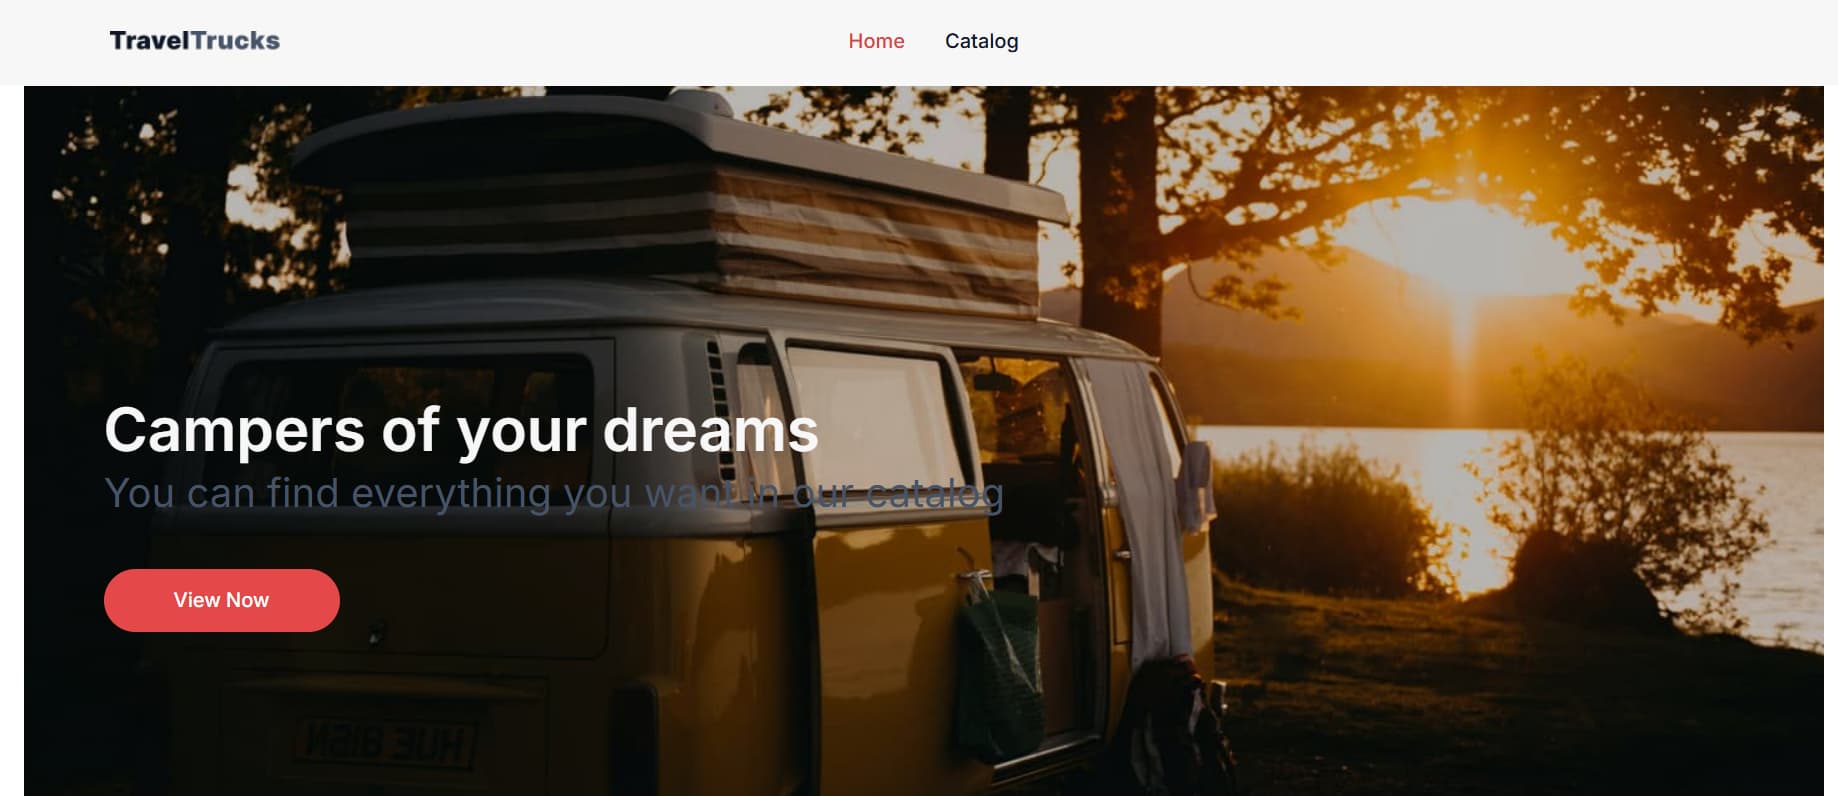 TravelTrucks
Home Catalog
Campers of your dreams
You can find everything you want in our catalog
View Now